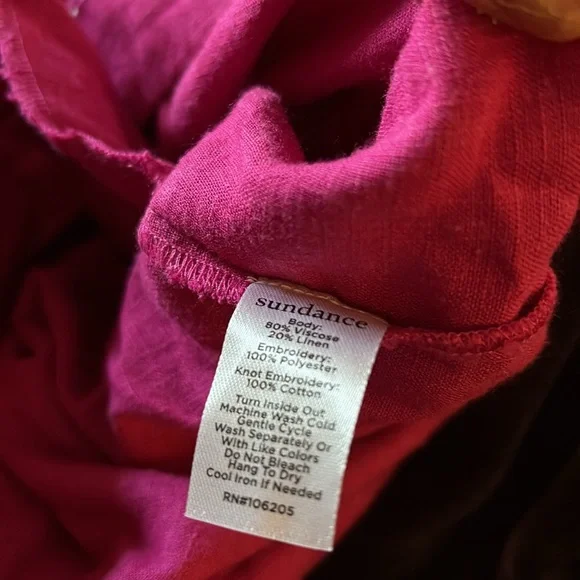 sundance
Body:
80% Viscose
20% Linen
Embroidery:
100% Polyester
Knot Embroidery:
100% Cotton
Turn Inside Out
Machine Wash Cold
Gentle Cycle
Wash Separately Or
With Like Colors
Do Not Bleach
Hang To Dry
Cool Iron If Needed
RN#106205